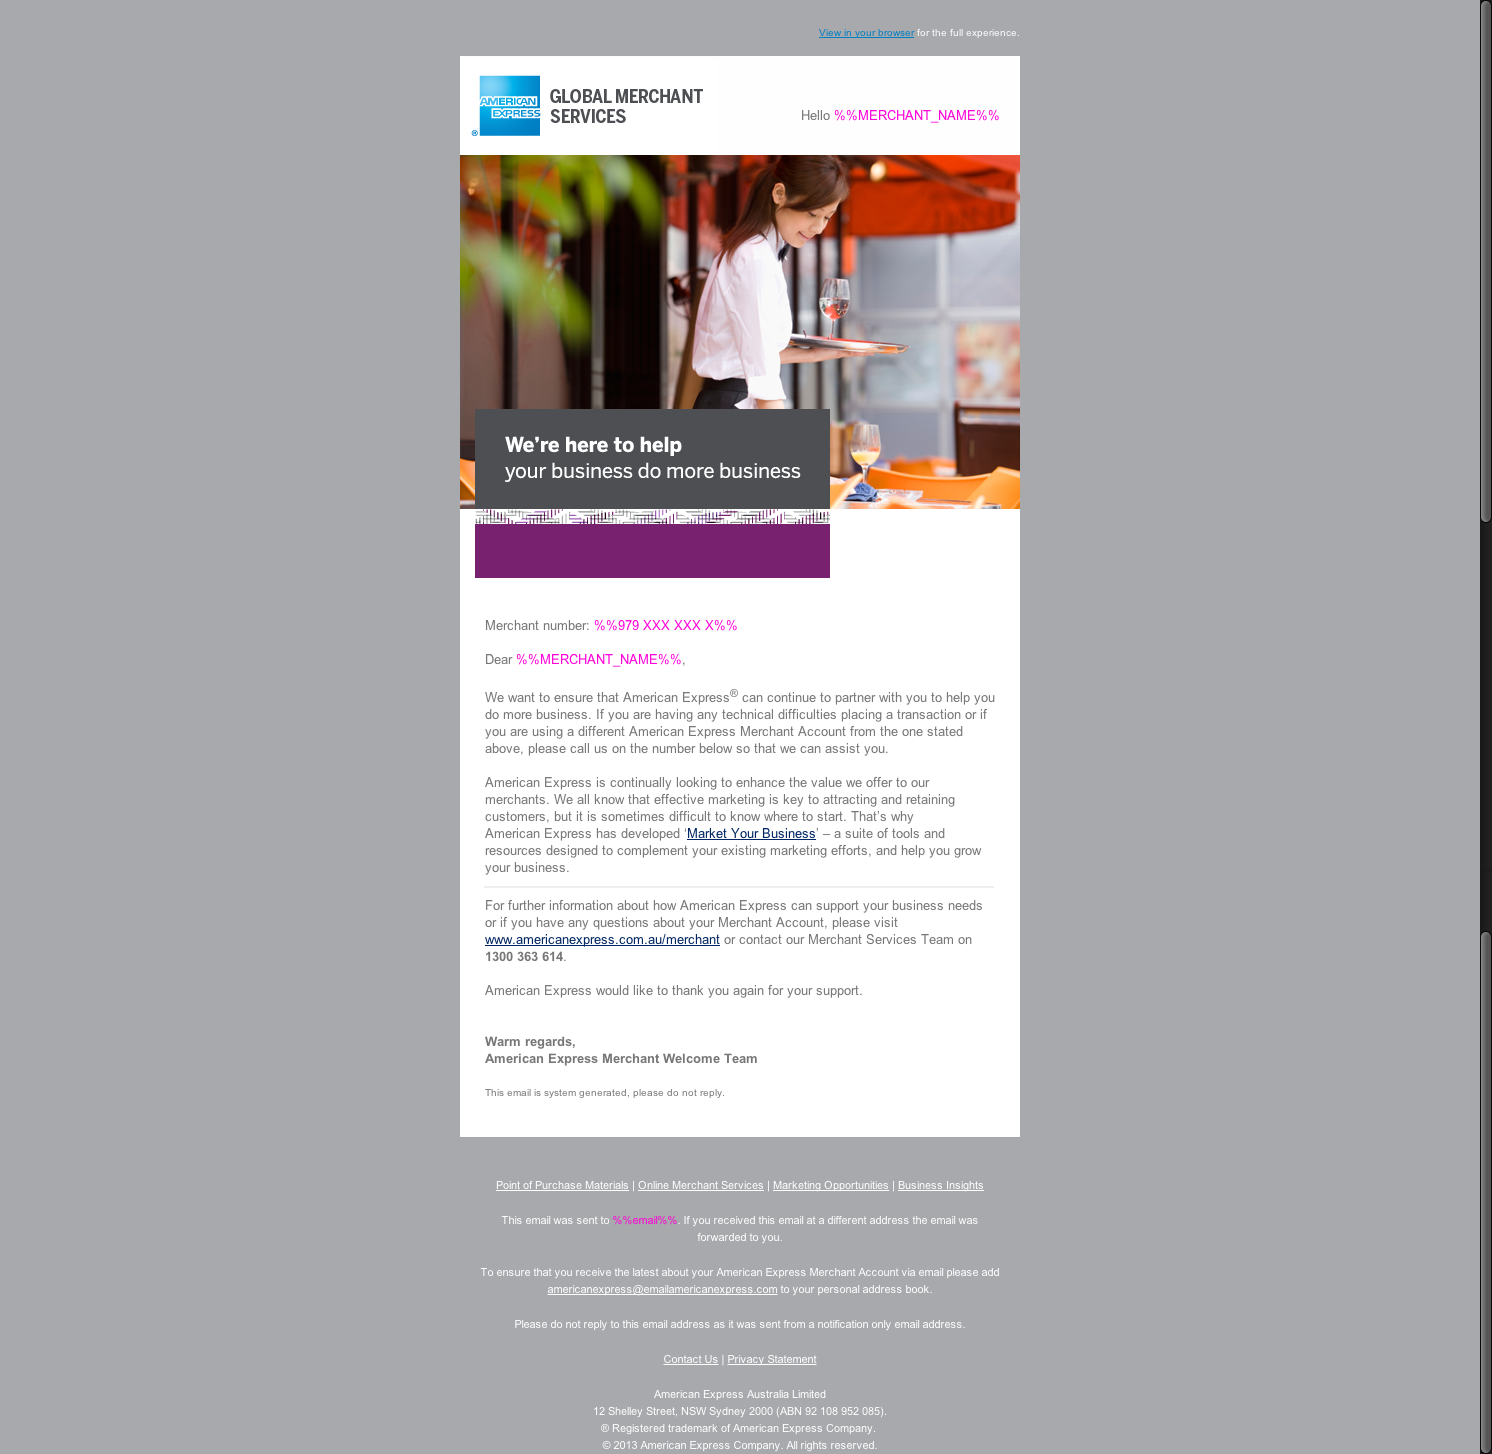 View in your browser for the full experience.
AMERICAN
EXPRESS
®
GLOBAL MERCHANT
SERVICES
Hello %%MERCHANT_NAME%%
We're here to help
your business do more business
Merchant number: %%979 XXX XXX X%%
Dear %%MERCHANT_NAME%%,
We want to ensure that American Express® can continue to partner with you to help you
do more business. If you are having any technical difficulties placing a transaction or if
you are using a different American Express Merchant Account from the one stated
above, please call us on the number below so that we can assist you.
American Express is continually looking to enhance the value we offer to our
merchants. We all know that effective marketing is key to attracting and retaining
customers, but it is sometimes difficult to know where to start. That's why
American Express has developed ‘Market Your Business’ – a suite of tools and
resources designed to complement your existing marketing efforts, and help you grow
your business.
For further information about how American Express can support your business needs
or if you have any questions about your Merchant Account, please visit
www.americanexpress.com.au/merchant or contact our Merchant Services Team on
1300 363 614.
American Express would like to thank you again for your support.
Warm regards,
American Express Merchant Welcome Team
This email is system generated, please do not reply.
Point of Purchase Materials | Online Merchant Services | Marketing Opportunities | Business Insights
This email was sent to %%email%%. If you received this email at a different address the email was
forwarded to you.
To ensure that you receive the latest about your American Express Merchant Account via email please add
americanexpress@emailamericanexpress.com to your personal address book.
Please do not reply to this email address as it was sent from a notification only email address.
Contact Us | Privacy Statement
American Express Australia Limited
12 Shelley Street, NSW Sydney 2000 (ABN 92 108 952 085).
® Registered trademark of American Express Company.
© 2013 American Express Company. All rights reserved.